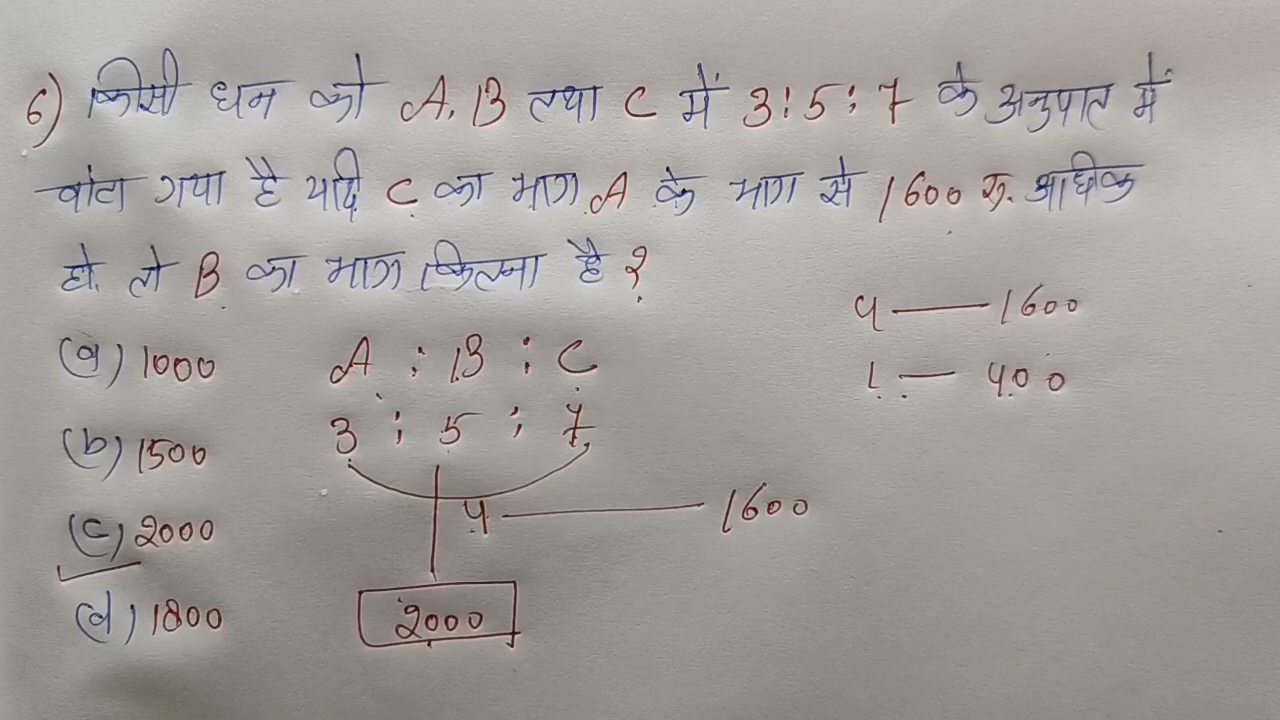 6) किसी धन को A, B तथा C में 3 : 5 : 7 के अनुपात में
बांटा गया है यदि C का भाग A के भाग से 1600 रु. अधिक
हो, तो B का भाग कितना है ?
4 — 1600
(a) 1000
A : B : C
1 — 400
(b) 1500
3 : 5 : 7
(c) 2000
4 — 1600
(d) 1800
2000